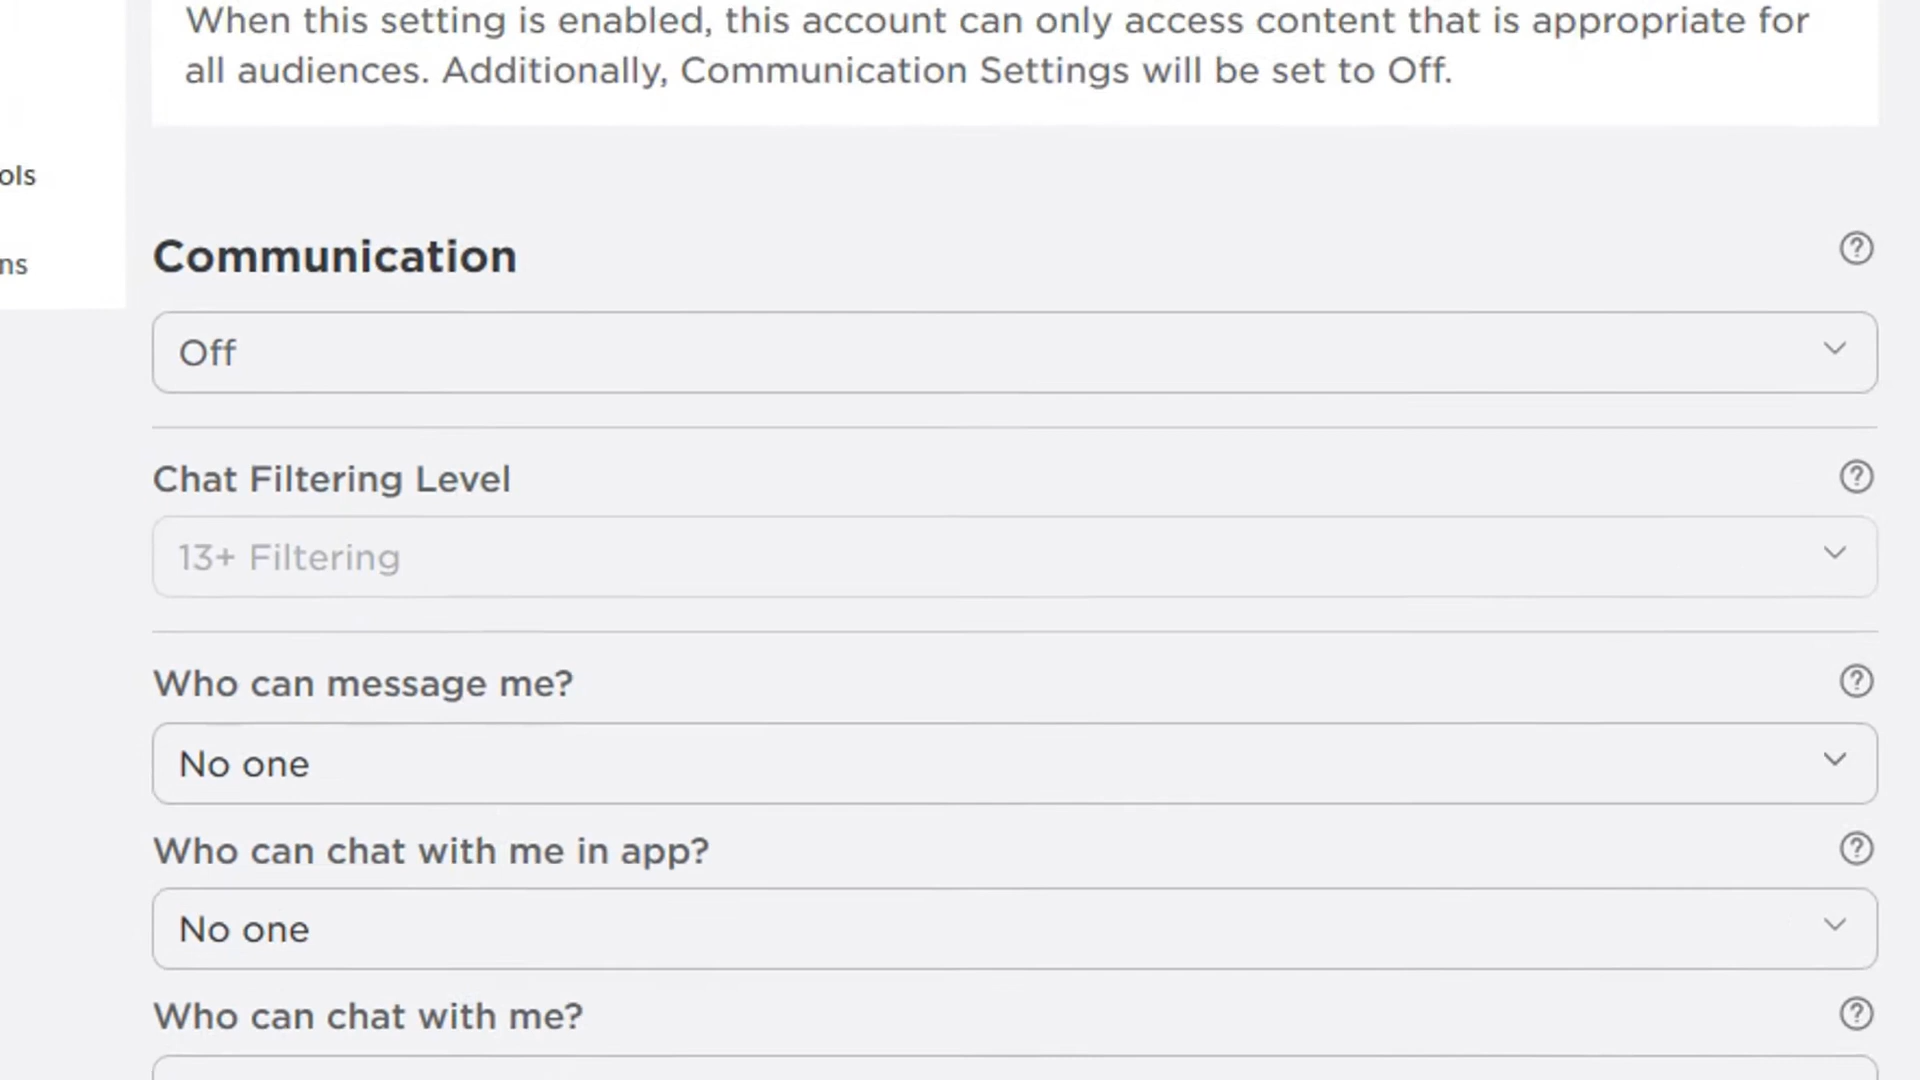 When this setting is enabled, this account can only access content that is appropriate for
all audiences. Additionally, Communication Settings will be set to Off.
ols
ns
Communication
Off
Chat Filtering Level
13+ Filtering
Who can message me?
No one
Who can chat with me in app?
No one
Who can chat with me?